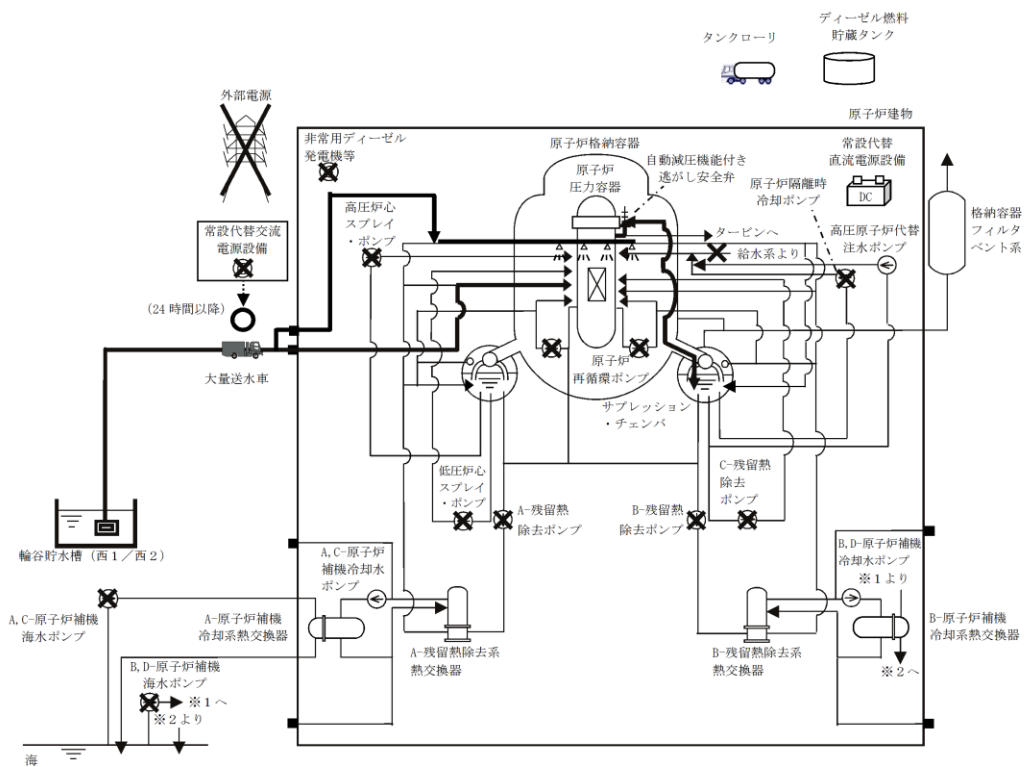 タンクローリ
ディーゼル燃料
貯蔵タンク
外部電源
原子炉建物
非常用ディーゼル
発電機等
原子炉格納容器
原子炉
圧力容器
自動減圧機能付き
逃がし安全弁
常設代替
直流電源設備
DC
原子炉隔離時
冷却ポンプ
高圧炉心
スプレイ
・ポンプ
タービンへ
給水系より
高圧原子炉代替
注水ポンプ
格納容器
フィルタ
ベント系
常設代替交流
電源設備
(24時間以降)
大量送水車
原子炉
再循環ポンプ
サプレッション
・チェンバ
低圧炉心
スプレイ
・ポンプ
A-残留熱
除去ポンプ
B-残留熱
除去ポンプ
C-残留熱
除去
ポンプ
輪谷貯水槽（西１／西２）
A,C-原子炉
補機冷却水
ポンプ
B,D-原子炉補機
冷却水ポンプ
※１より
A,C-原子炉補機
海水ポンプ
A-原子炉補機
冷却系熱交換器
A-残留熱除去系
熱交換器
B-残留熱除去系
熱交換器
B-原子炉補機
冷却系熱交換器
※２へ
B,D-原子炉補機
海水ポンプ
※１へ
※２より
海